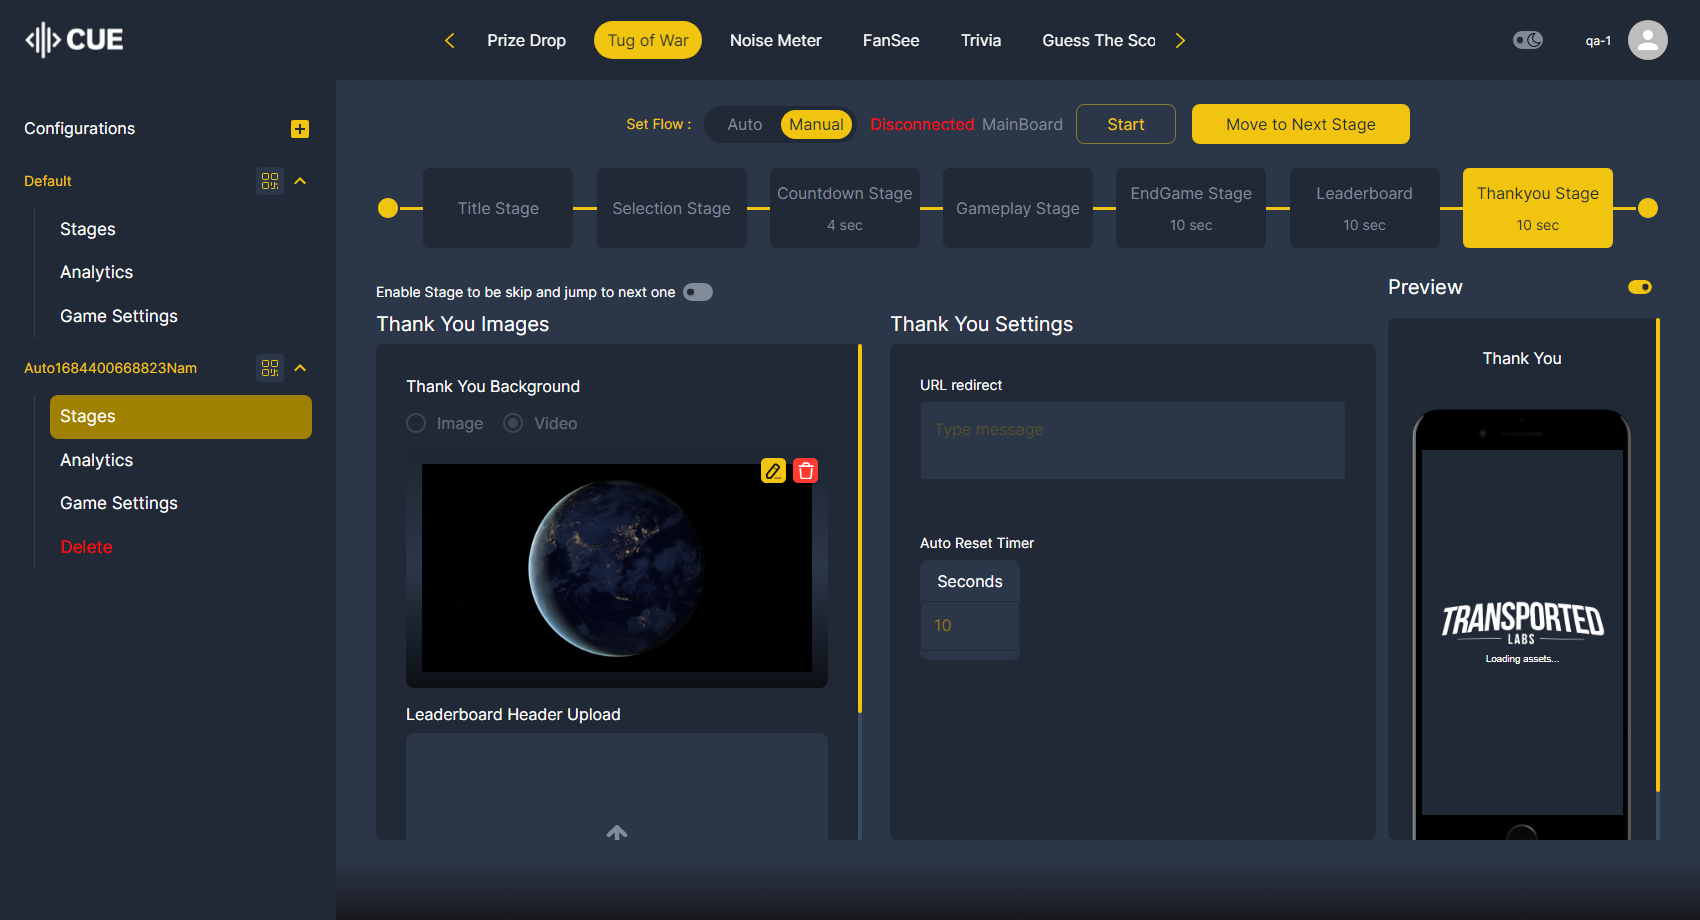 CUE
Prize Drop
Tug of War
Noise Meter
FanSee
Trivia
Guess The Sco
qa-1
Configurations
Default
Stages
Analytics
Game Settings
Auto1684400668823Nam
Stages
Analytics
Game Settings
Delete
Set Flow :
Auto
Manual
Disconnected MainBoard
Start
Move to Next Stage
Title Stage
Selection Stage
Countdown Stage
4 sec
Gameplay Stage
EndGame Stage
10 sec
Leaderboard
10 sec
Thankyou Stage
10 sec
Enable Stage to be skip and jump to next one
Thank You Images
Thank You Background
Image
Video
Leaderboard Header Upload
Thank You Settings
URL redirect
Type message
Auto Reset Timer
Seconds
10
Preview
Thank You
TRANSPORTED
LABS
Loading assets...